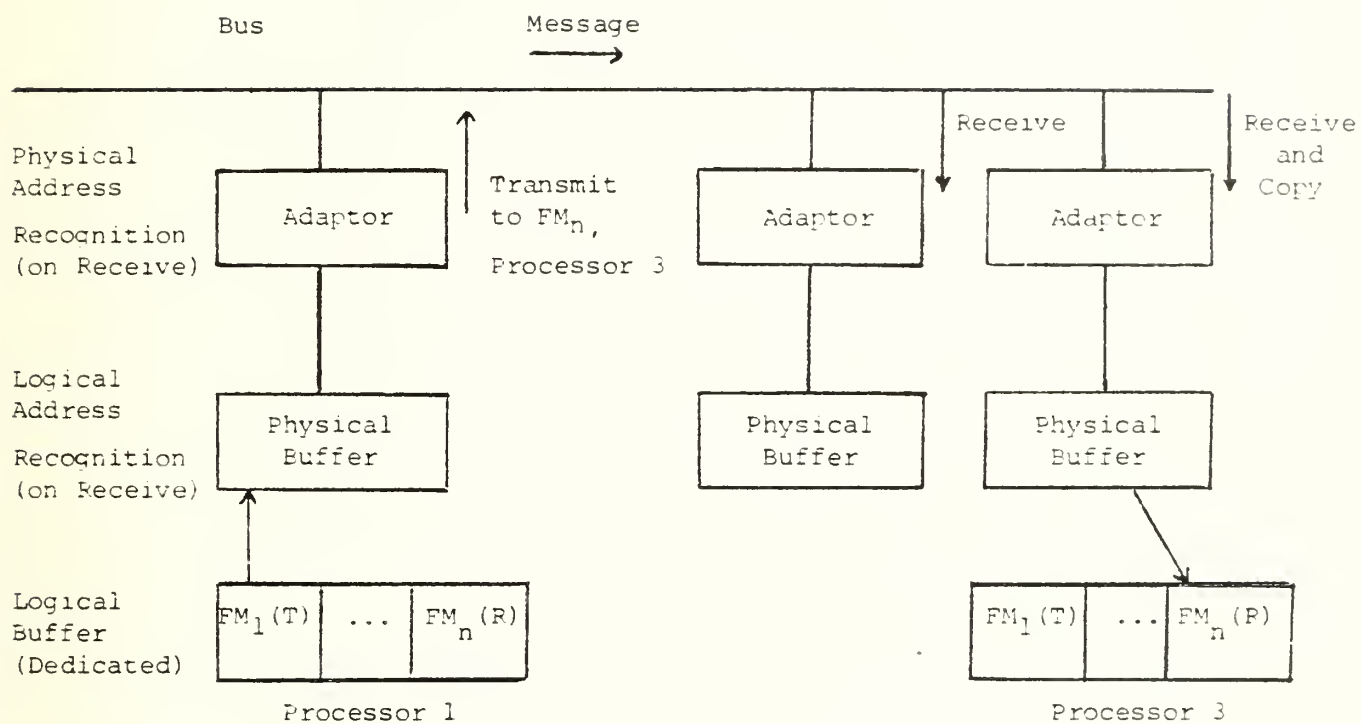 Bus
Message
Physical
Address
Recognition
(on Receive)
Adaptor
Transmit
to FMn,
Processor 3
Adaptor
Receive
Adaptor
Receive
and
Copy
Logical
Address
Recognition
(on Receive)
Physical
Buffer
Physical
Buffer
Physical
Buffer
Logical
Buffer
(Dedicated)
FM1(T) ... FMn(R)
FM1(T) ... FMn(R)
Processor 1
Processor 3